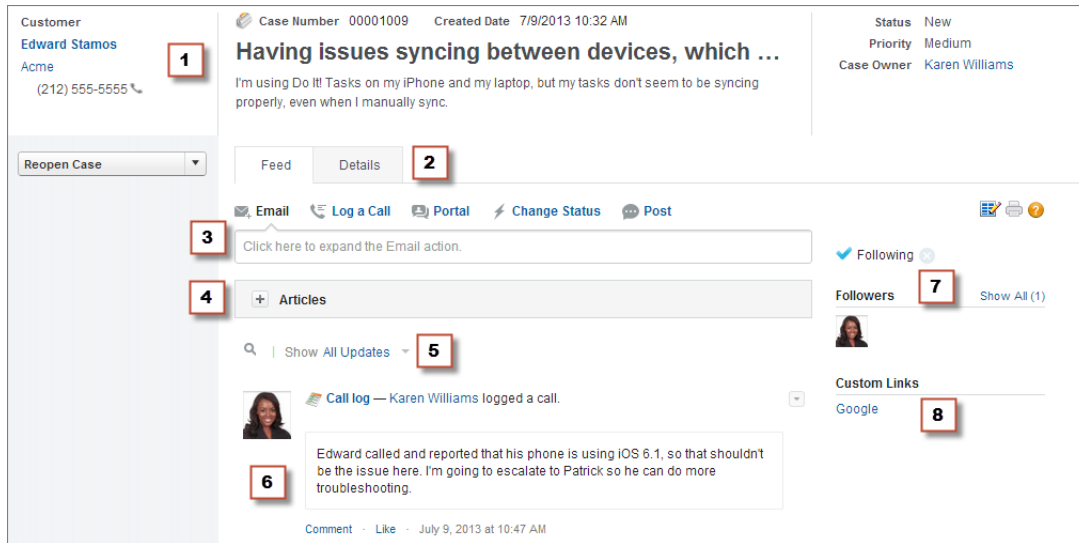 Customer
Edward Stamos
Acme
(212) 555-5555
1
Case Number 00001009 Created Date 7/9/2013 10:32 AM
Having issues syncing between devices, which ...
I'm using Do It! Tasks on my iPhone and my laptop, but my tasks don't seem to be syncing
properly, even when I manually sync.
Status New
Priority Medium
Case Owner Karen Williams
Reopen Case
Feed Details
2
Email Log a Call Portal Change Status Post
3
Click here to expand the Email action.
4
Articles
Show All Updates
5
Call log — Karen Williams logged a call.
Edward called and reported that his phone is using iOS 6.1, so that shouldn't
be the issue here. I'm going to escalate to Patrick so he can do more
troubleshooting.
6
Comment · Like · July 9, 2013 at 10:47 AM
Following
7
Followers Show All (1)
Custom Links
Google
8